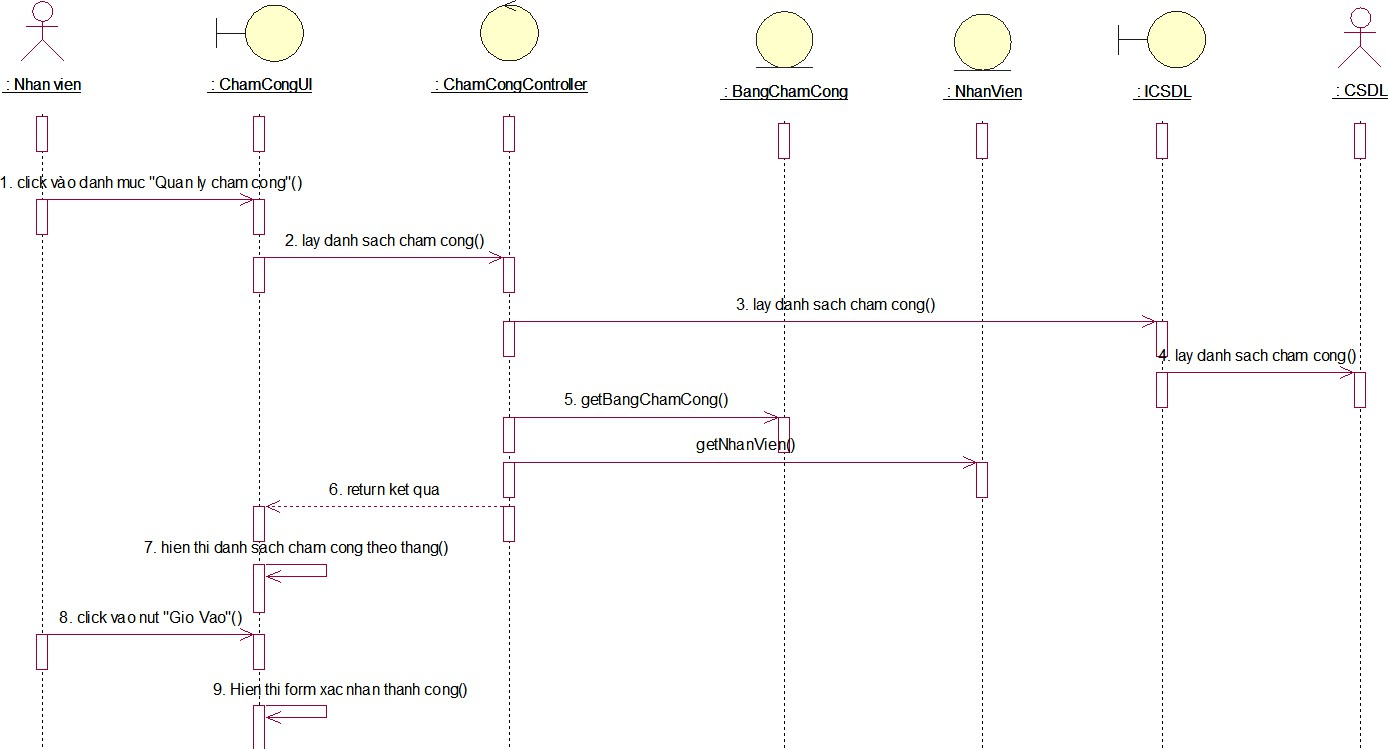 : Nhan vien
: ChamCongUI
: ChamCongController
: BangChamCong
: NhanVien
: ICSDL
: CSDL
1. click vào danh muc "Quan ly cham cong"()
2. lay danh sach cham cong()
3. lay danh sach cham cong()
4. lay danh sach cham cong()
5. getBangChamCong()
getNhanVien()
6. return ket qua
7. hien thi danh sach cham cong theo thang()
8. click vao nut "Gio Vao"()
9. Hien thi form xac nhan thanh cong()